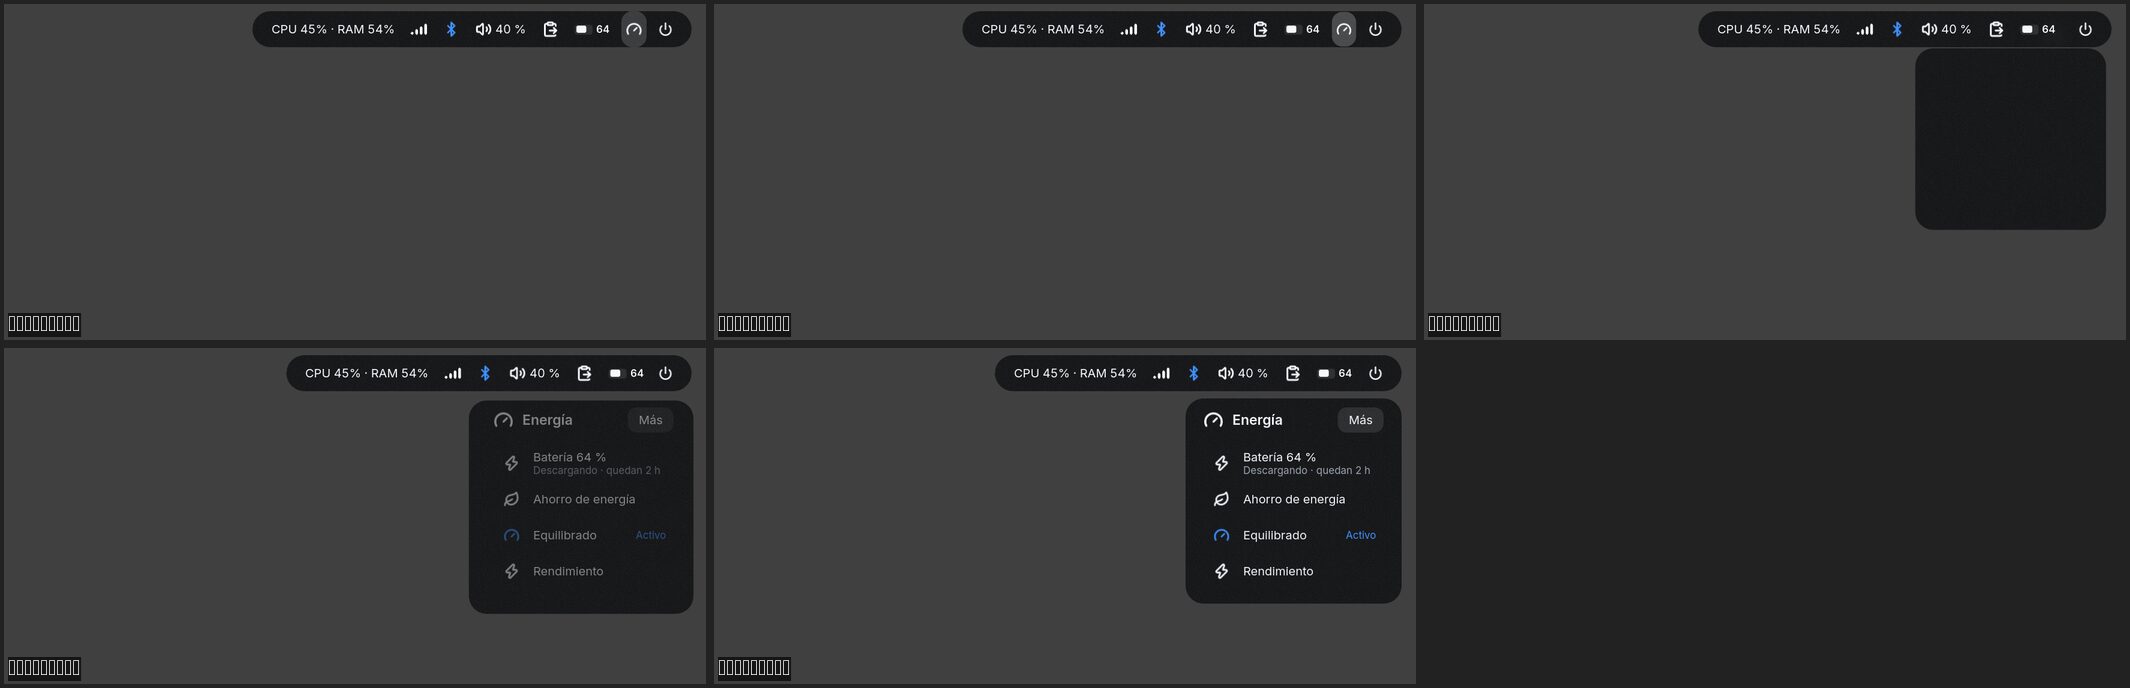 CPU 45% · RAM 54% 40 % 64
CPU 45% · RAM 54% 40 % 64
CPU 45% · RAM 54% 40 % 64
CPU 45% · RAM 54% 40 % 64
Energía Más
Batería 64 %
Descargando · quedan 2 h
Ahorro de energía
Equilibrado Activo
Rendimiento
CPU 45% · RAM 54% 40 % 64
Energía Más
Batería 64 %
Descargando · quedan 2 h
Ahorro de energía
Equilibrado Activo
Rendimiento